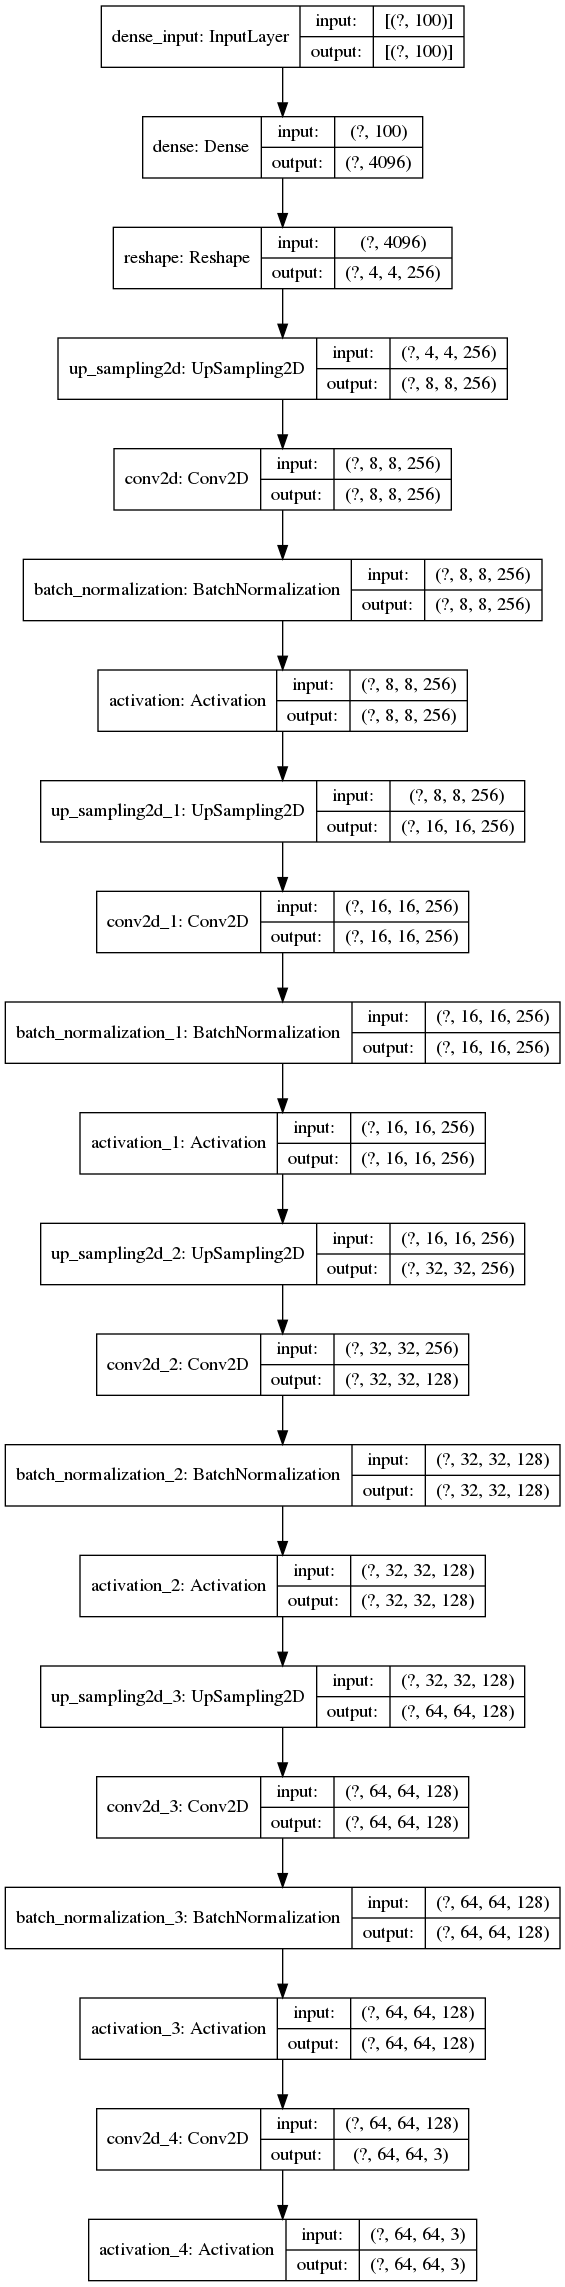 dense_input: InputLayer
input: [(?, 100)]
output: [(?, 100)]
dense: Dense
input: (?, 100)
output: (?, 4096)
reshape: Reshape
input: (?, 4096)
output: (?, 4, 4, 256)
up_sampling2d: UpSampling2D
input: (?, 4, 4, 256)
output: (?, 8, 8, 256)
conv2d: Conv2D
input: (?, 8, 8, 256)
output: (?, 8, 8, 256)
batch_normalization: BatchNormalization
input: (?, 8, 8, 256)
output: (?, 8, 8, 256)
activation: Activation
input: (?, 8, 8, 256)
output: (?, 8, 8, 256)
up_sampling2d_1: UpSampling2D
input: (?, 8, 8, 256)
output: (?, 16, 16, 256)
conv2d_1: Conv2D
input: (?, 16, 16, 256)
output: (?, 16, 16, 256)
batch_normalization_1: BatchNormalization
input: (?, 16, 16, 256)
output: (?, 16, 16, 256)
activation_1: Activation
input: (?, 16, 16, 256)
output: (?, 16, 16, 256)
up_sampling2d_2: UpSampling2D
input: (?, 16, 16, 256)
output: (?, 32, 32, 256)
conv2d_2: Conv2D
input: (?, 32, 32, 256)
output: (?, 32, 32, 128)
batch_normalization_2: BatchNormalization
input: (?, 32, 32, 128)
output: (?, 32, 32, 128)
activation_2: Activation
input: (?, 32, 32, 128)
output: (?, 32, 32, 128)
up_sampling2d_3: UpSampling2D
input: (?, 32, 32, 128)
output: (?, 64, 64, 128)
conv2d_3: Conv2D
input: (?, 64, 64, 128)
output: (?, 64, 64, 128)
batch_normalization_3: BatchNormalization
input: (?, 64, 64, 128)
output: (?, 64, 64, 128)
activation_3: Activation
input: (?, 64, 64, 128)
output: (?, 64, 64, 128)
conv2d_4: Conv2D
input: (?, 64, 64, 128)
output: (?, 64, 64, 3)
activation_4: Activation
input: (?, 64, 64, 3)
output: (?, 64, 64, 3)